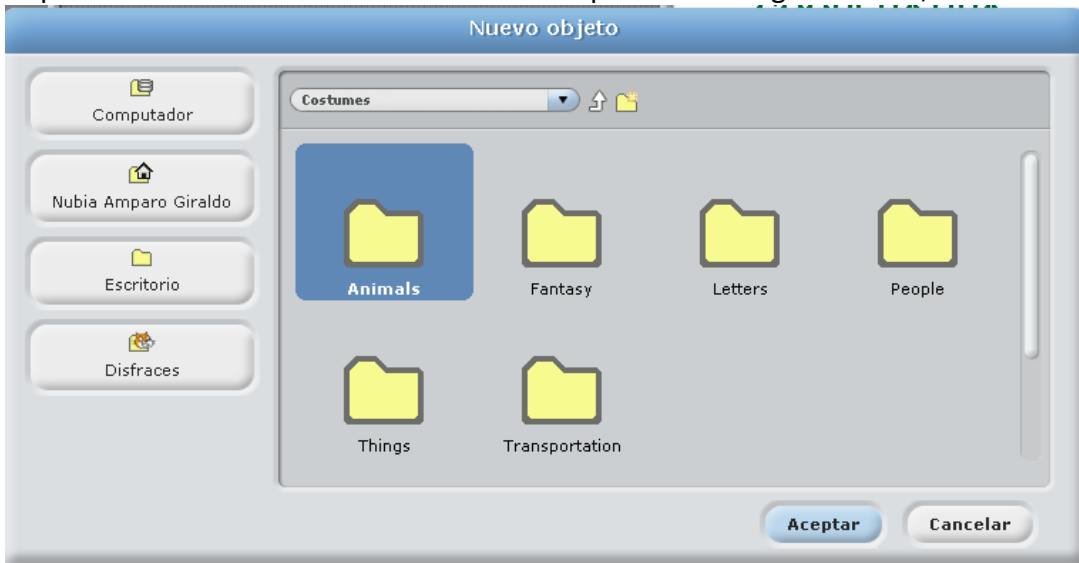 Nuevo objeto
Computador
Nubia Amparo Giraldo
Escritorio
Disfraces
Costumes
Animals
Fantasy
Letters
People
Things
Transportation
Aceptar
Cancelar